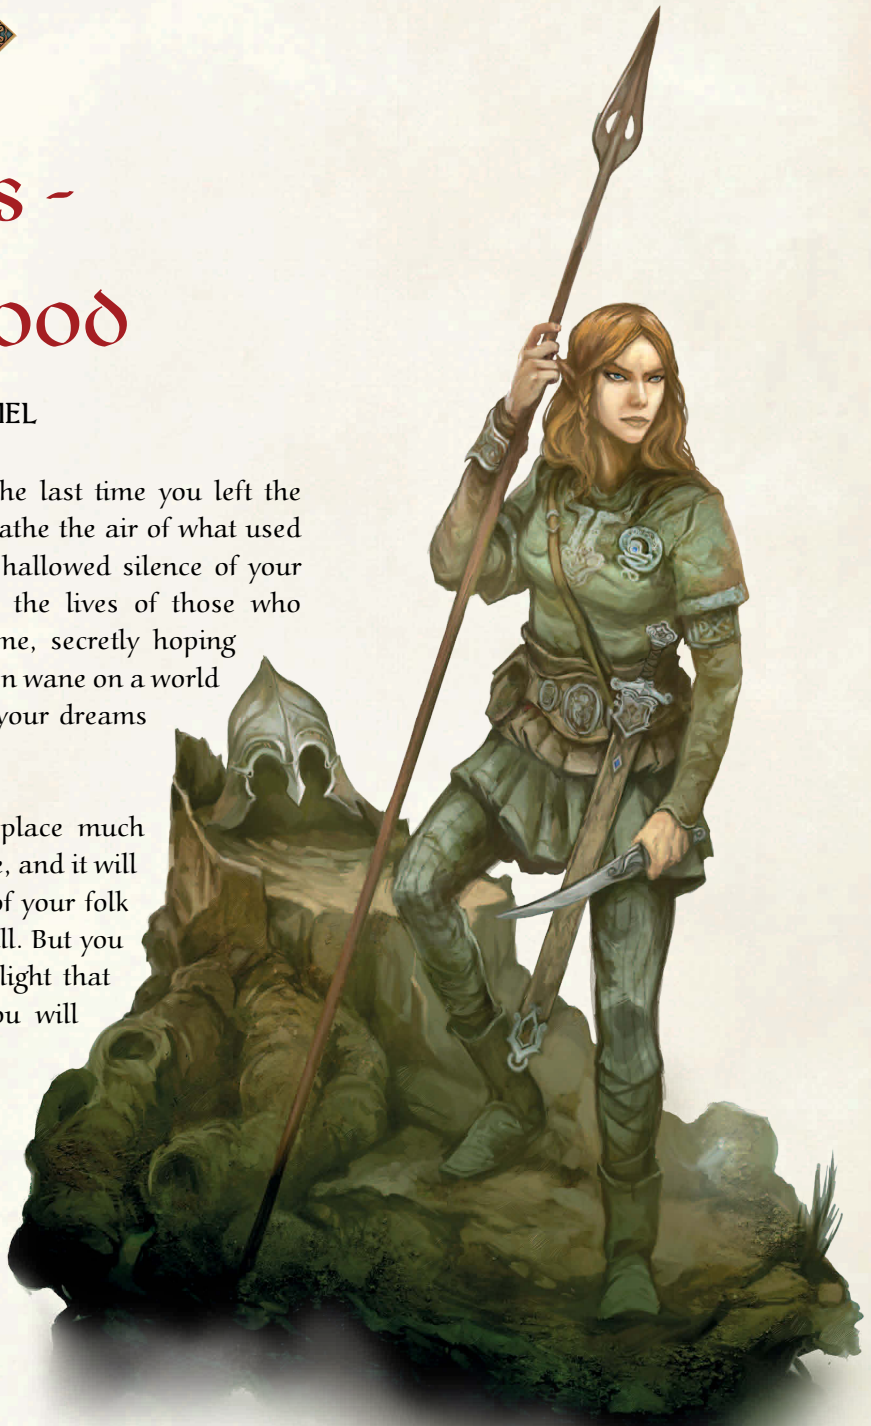 s -
ood
IEL
he last time you left the
athe the air of what used
hallowed silence of your
the lives of those who
me, secretly hoping
n wane on a world
your dreams
place much
e, and it will
of your folk
ll. But you
light that
ou will